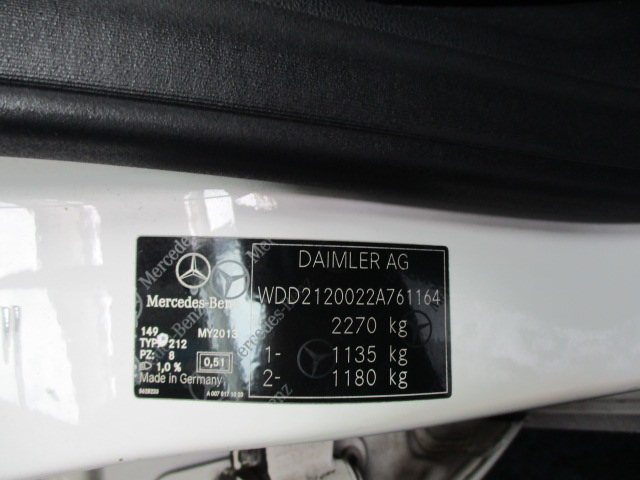 Mercedes-Benz
149 MY2013
TYP 212
PZ: 8
1,0 % 0,51
Made in Germany
DAIMLER AG
WDD2120022A761164
2270 kg
1- 1135 kg
2- 1180 kg